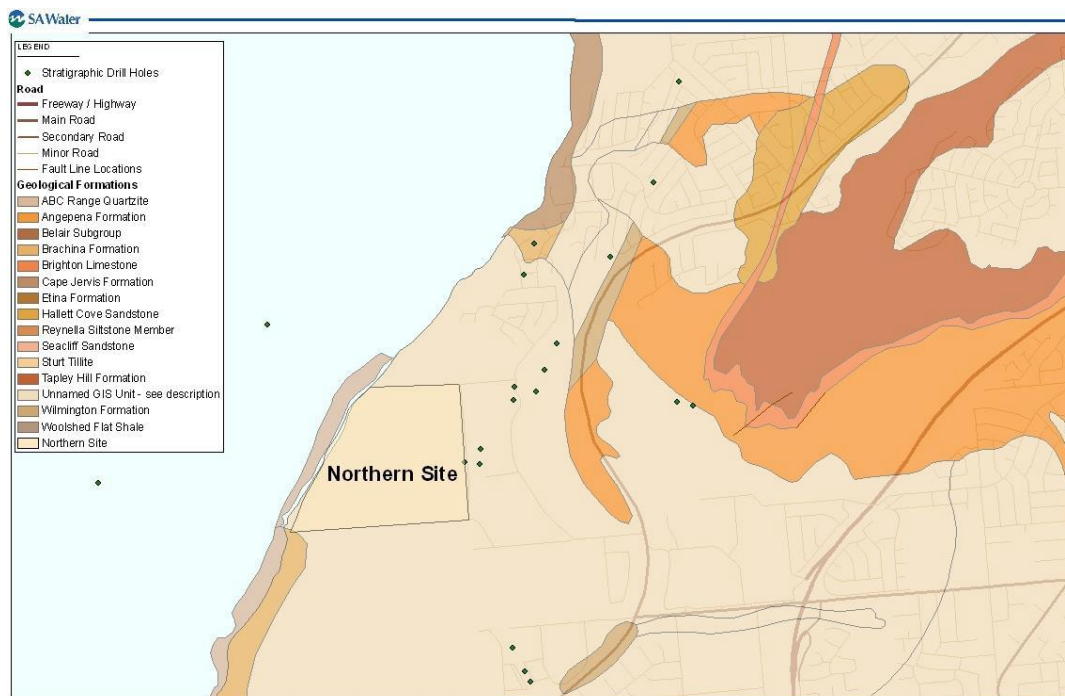 SA Water
LEGEND
Stratigraphic Drill Holes
Road
Freeway / Highway
Main Road
Secondary Road
Minor Road
Fault Line Locations
Geological Formations
ABC Range Quartzite
Angepena Formation
Belair Subgroup
Brachina Formation
Brighton Limestone
Cape Jervis Formation
Etina Formation
Hallett Cove Sandstone
Reynella Siltstone Member
Seacliff Sandstone
Sturt Tillite
Tapley Hill Formation
Unnamed GIS Unit - see description
Wilmington Formation
Woolshed Flat Shale
Northern Site
Northern Site